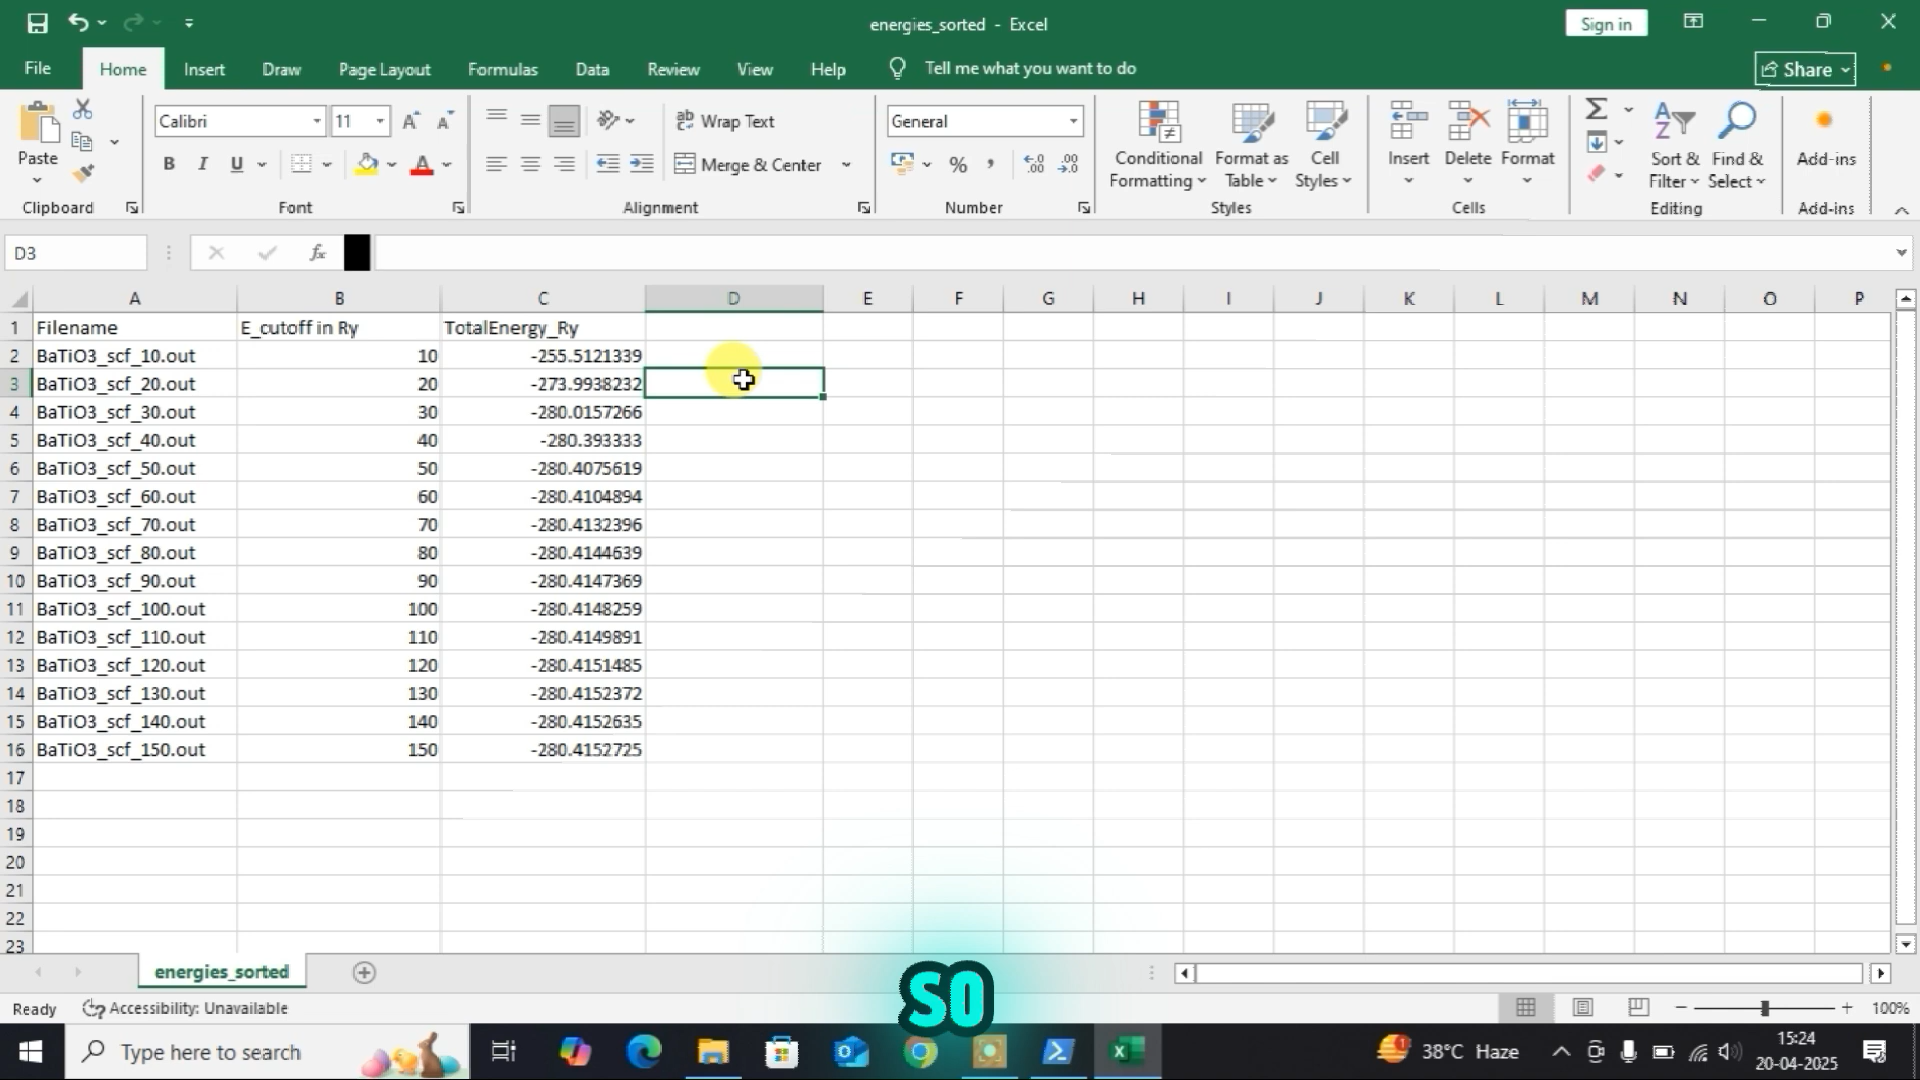 energies_sorted - Excel
Sign in
File Home Insert Draw Page Layout Formulas Data Review View Help Tell me what you want to do Share
Paste
Clipboard
Calibri 11
B I U
Font
Wrap Text
Merge & Center
Alignment
General
% ,
Number
Conditional Formatting
Format as Table
Cell Styles
Styles
Insert Delete Format
Cells
Sort & Filter
Find & Select
Editing
Add-ins
Add-ins
D3 fx
A B C D E F G H I J K L M N O P
1 Filename E_cutoff in Ry TotalEnergy_Ry
2 BaTiO3_scf_10.out 10 -255.5121339
3 BaTiO3_scf_20.out 20 -273.9938232
4 BaTiO3_scf_30.out 30 -280.0157266
5 BaTiO3_scf_40.out 40 -280.393333
6 BaTiO3_scf_50.out 50 -280.4075619
7 BaTiO3_scf_60.out 60 -280.4104894
8 BaTiO3_scf_70.out 70 -280.4132396
9 BaTiO3_scf_80.out 80 -280.4144639
10 BaTiO3_scf_90.out 90 -280.4147369
11 BaTiO3_scf_100.out 100 -280.4148259
12 BaTiO3_scf_110.out 110 -280.4149891
13 BaTiO3_scf_120.out 120 -280.4151485
14 BaTiO3_scf_130.out 130 -280.4152372
15 BaTiO3_scf_140.out 140 -280.4152635
16 BaTiO3_scf_150.out 150 -280.4152725
17
18
19
20
21
22
23
energies_sorted
SO
Ready Accessibility: Unavailable 100%
Type here to search
38°C Haze
15:24
20-04-2025